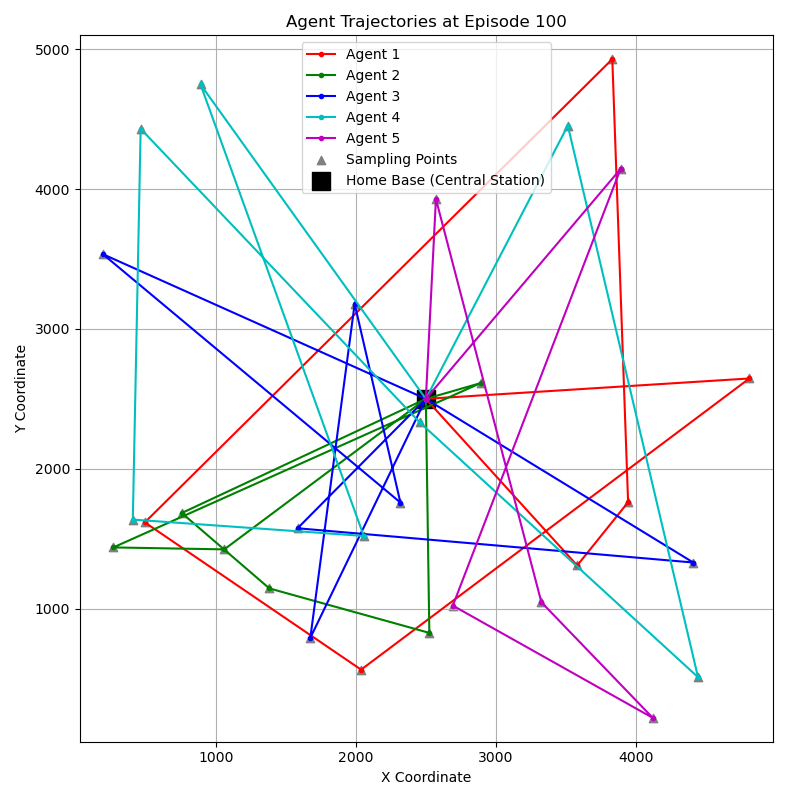 Agent Trajectories at Episode 100
Agent 1
Agent 2
Agent 3
Agent 4
Agent 5
Sampling Points
Home Base (Central Station)
Y Coordinate
5000
4000
3000
2000
1000
1000 2000 3000 4000
X Coordinate